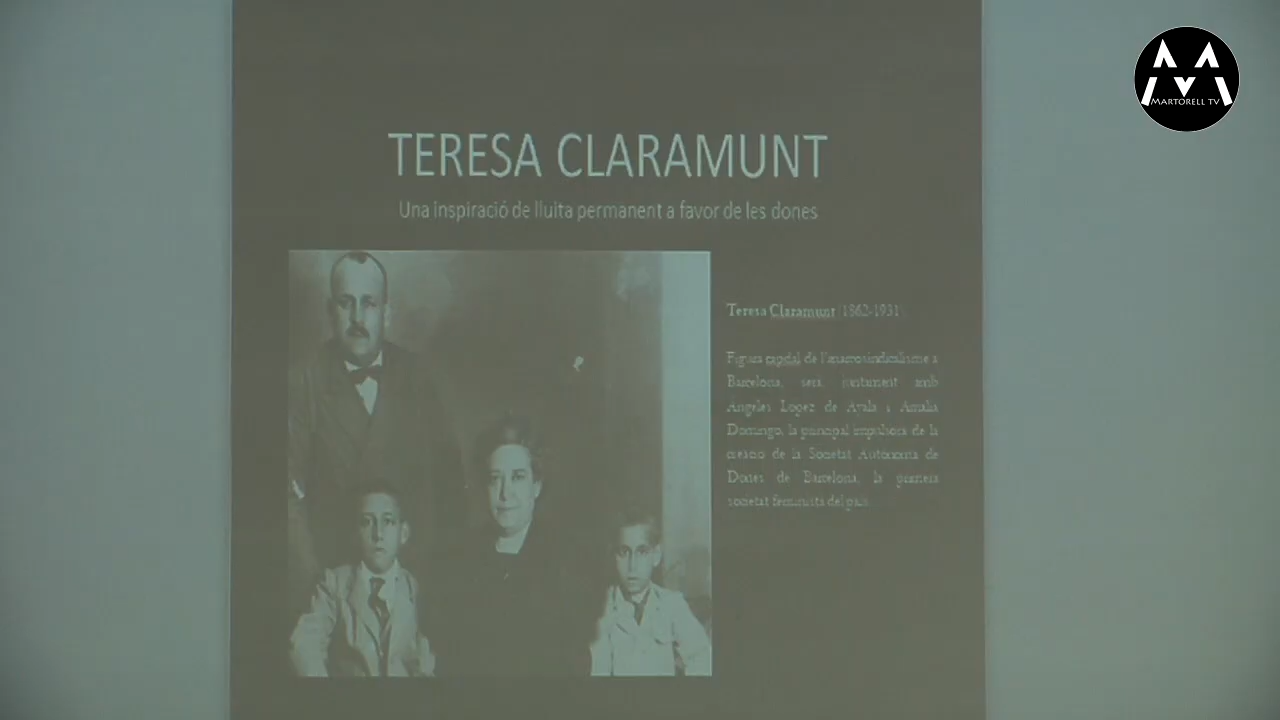 MARTORELL TV
TERESA CLARAMUNT
Una inspiració de lluita permanent a favor de les dones
Teresa Claramunt (1862-1931)
Figura capdal de l'anarcosindicalisme a
Barcelona, serà, juntament amb
Ángeles López de Ayala i Amalia
Domingo, la principal impulsora de la
creació de la Societat Autònoma de
Dones de Barcelona, la primera
societat feminista del país.